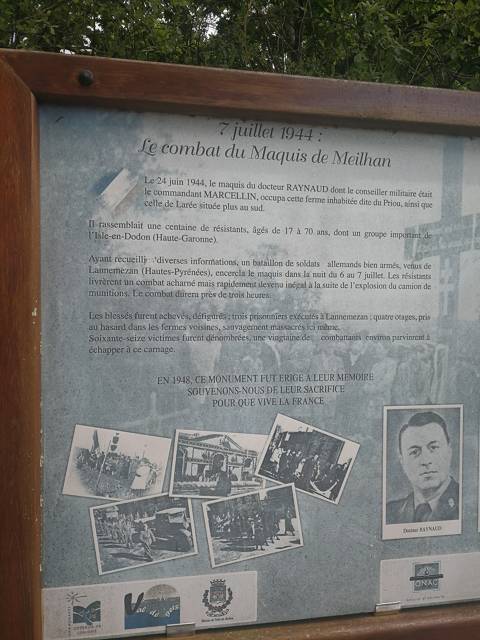 7 juillet 1944 :
Le combat du Maquis de Meilhan
Le 24 juin 1944, le maquis du docteur RAYNAUD dont le conseiller militaire était
le commandant MARCELLIN, occupa cette ferme inhabitée dite du Priou, ainsi que
celle de Larée située plus au sud.
Il rassemblait une centaine de résistants, âgés de 17 à 70 ans, dont un groupe important de
l'Isle-en-Dodon (Haute-Garonne).
Ayant recueilli diverses informations, un bataillon de soldats allemands bien armés, venus de
Lannemezan (Hautes-Pyrénées), encercla le maquis dans la nuit du 6 au 7 juillet. Les résistants
livrèrent un combat acharné mais rapidement devenu inégal à la suite de l'explosion du camion de
munitions. Le combat durera près de trois heures.
Les blessés furent achevés, défigurés ; trois prisonniers exécutés à Lannemezan ; quatre otages, pris
au hasard dans les fermes voisines, sauvagement massacrés ici même.
Soixante-seize victimes furent dénombrées, une vingtaine de combattants environ parvinrent à
échapper à ce carnage.
EN 1948, CE MONUMENT FUT ERIGE A LEUR MEMOIRE
SOUVENONS-NOUS DE LEUR SACRIFICE
POUR QUE VIVE LA FRANCE
Docteur RAYNAUD
ONAC